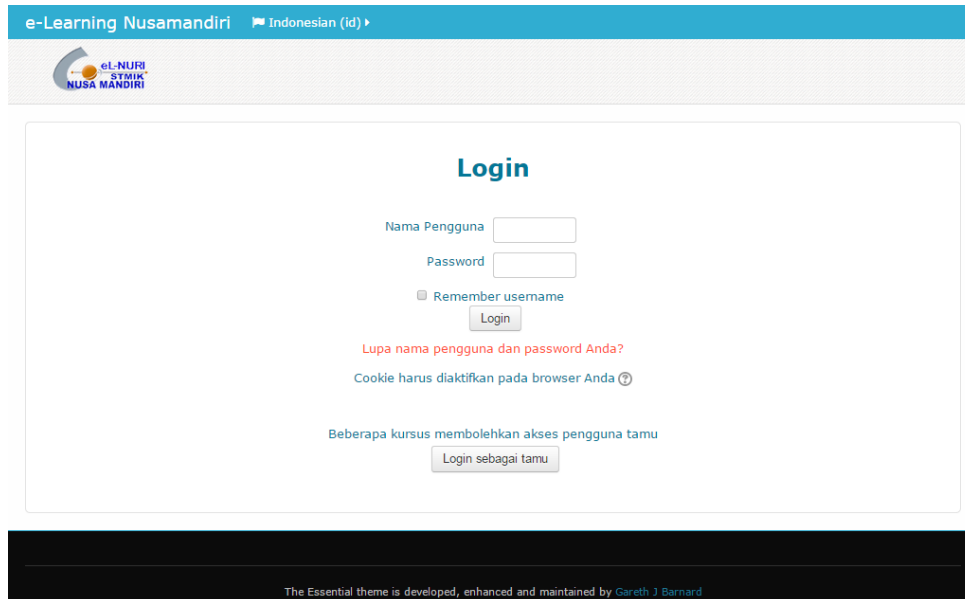 e-Learning Nusamandiri Indonesian (id)
eL-NURI
STMIK
NUSA MANDIRI
Login
Nama Pengguna
Password
Remember username
Login
Lupa nama pengguna dan password Anda?
Cookie harus diaktifkan pada browser Anda
Beberapa kursus membolehkan akses pengguna tamu
Login sebagai tamu
The Essential theme is developed, enhanced and maintained by Gareth J Barnard